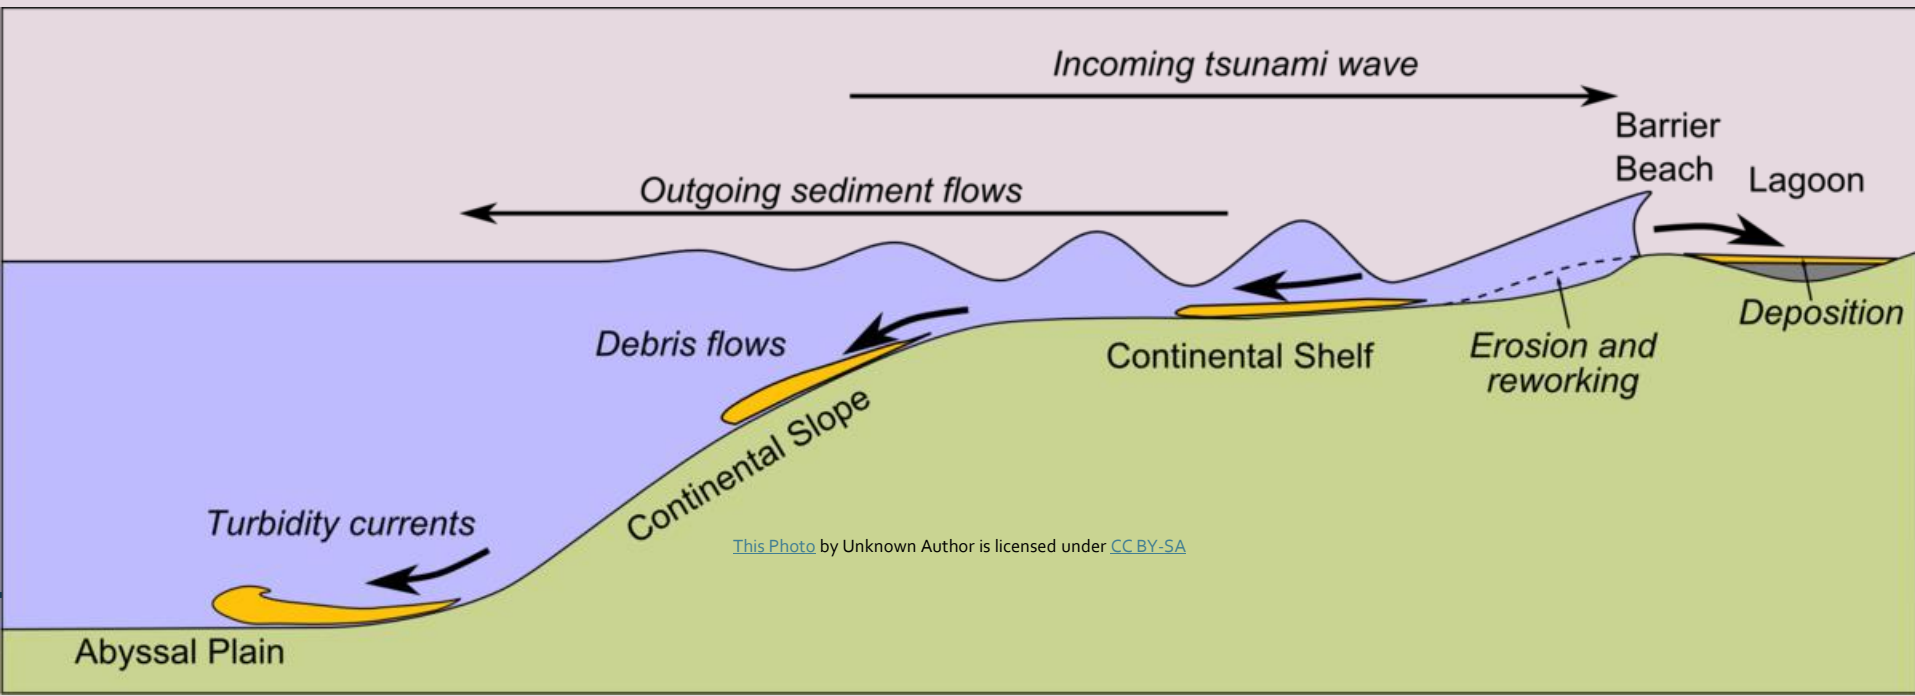 Incoming tsunami wave
Barrier
Beach
Lagoon
Outgoing sediment flows
Deposition
Debris flows
Continental Shelf
Erosion and
reworking
Continental Slope
Turbidity currents
This Photo by Unknown Author is licensed under CC BY-SA
Abyssal Plain